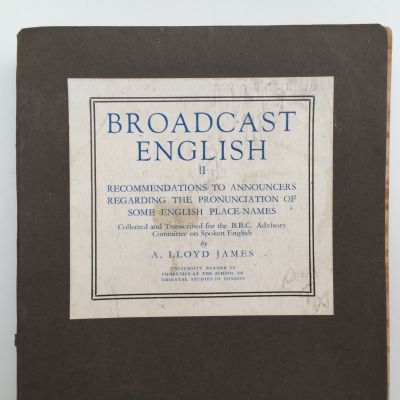 BROADCAST
ENGLISH
II
RECOMMENDATIONS TO ANNOUNCERS
REGARDING THE PRONUNCIATION OF
SOME ENGLISH PLACE-NAMES
Collected and Transcribed for the B.B.C. Advisory
Committee on Spoken English
by
A. LLOYD JAMES
UNIVERSITY READER IN
PHONETICS AT THE SCHOOL OF
ORIENTAL STUDIES IN LONDON